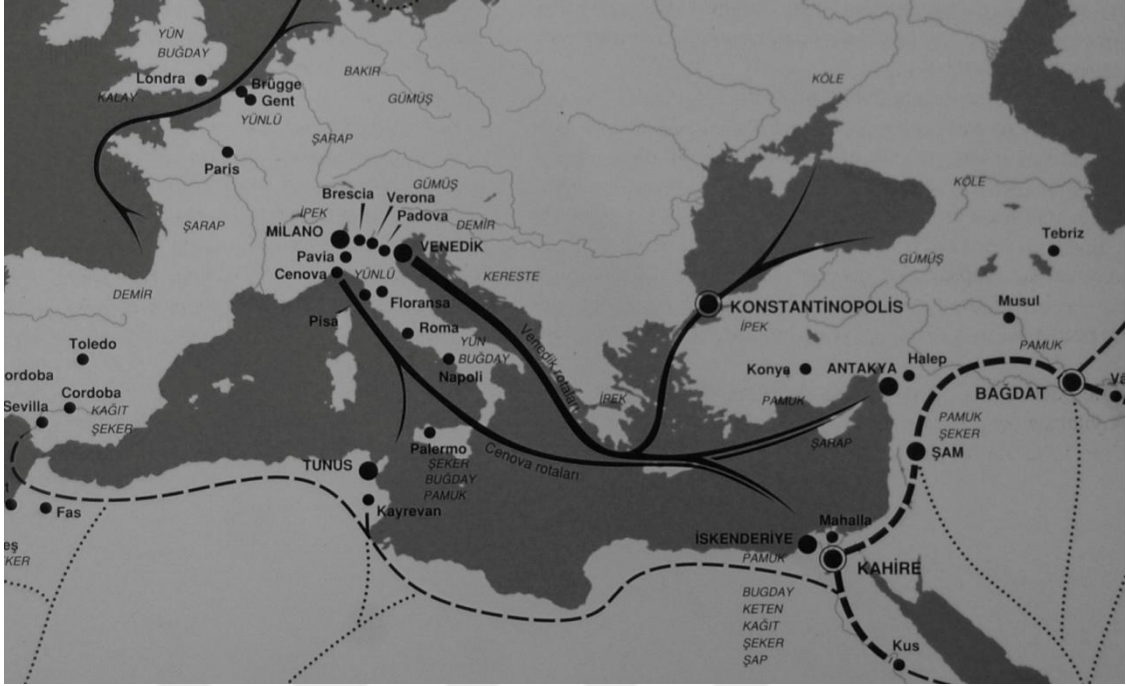 YÜN
BUĞDAY
Londra
KALAY
Brügge
Gent
YÜNLÜ
BAKIR
GÜMÜŞ
KÖLE
ŞARAP
Paris
Brescia
GÜMÜŞ
Verona
Padova
KÖLE
İPEK
MİLANO
DEMİR
ŞARAP
VENEDİK
Tebriz
Pavia
Cenova
YÜNLÜ
KERESTE
GÜMÜŞ
DEMİR
Floransa
KONSTANTİNOPOLİS
İPEK
Musul
Pisa
Roma
YÜN
BUĞDAY
Napoli
Venedik rotaları
PAMUK
Toledo
Konya
ANTAKYA
Halep
ordoba
Cordoba
KAĞIT
ŞEKER
Sevilla
İPEK
PAMUK
BAĞDAT
PAMUK
ŞEKER
ŞARAP
ŞAM
Palermo
ŞEKER
BUĞDAY
PAMUK
Cenova rotaları
TUNUS
Kayrevan
Fas
Mahalla
İSKENDERİYE
PAMUK
KAHİRE
KER
BUGDAY
KETEN
KAĞIT
ŞEKER
ŞAP
Kus